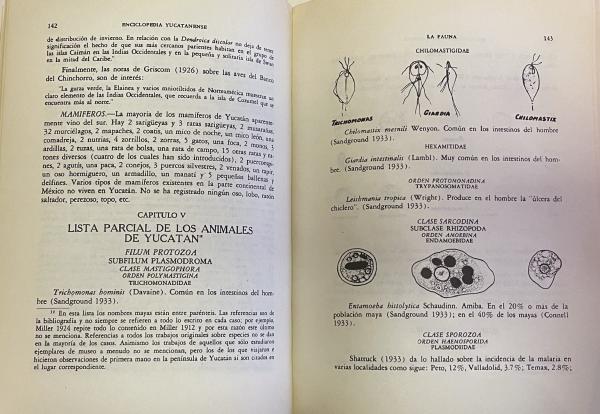 142 ENCICLOPEDIA YUCATANENSE
de distribución de invierno. En relación con la Dendroica discolor no deja de tener
significación el hecho de que sus más cercanos parientes habitan en el grupo de
las islas Caimán en las Indias Occidentales y en la pequeña y solitaria isla de Swan
en la mitad del Caribe."
Finalmente, las notas de Griscom (1926) sobre las aves del Banco
del Chinchorro, son de interés:
"La garza verde, la Elainea y varios mniotiltidos de Norteamérica muestran un
claro elemento de las Indias Occidentales, que recuerda a la isla de Cozumel que se
encuentra más al norte."
MAMIFEROS.—La mayoría de los mamíferos de Yucatán aparente-
mente vino del sur. Hay 2 sarigüeyas y 3 ratas sarigüeyas, 2 musarañas,
32 murciélagos, 2 mapaches, 2 coatis, un mico de noche, un mico león, una
comadreja, 2 nutrias, 4 zorrillos, 2 zorras, 5 gatos, una foca, 2 monos, 3
ardillas, 2 tuzas, una rata de bolsa, una rata de campo, 15 otras ratas y ra-
tones diversos (cuatro de los cuales han sido introducidos), 2 puercoespi-
nes, 2 agutis, una paca, 2 conejos, 3 puercos silvestres, 2 venados, un tapir,
un oso hormiguero, un armadillo, un manatí y 5 pequeñas ballenas y
delfines. Varios tipos de mamíferos existentes en la parte continental de
México no viven en Yucatán. No se ha registrado ningún oso, lobo, ratón
saltador, perezoso, topo, etc.
CAPITULO V
LISTA PARCIAL DE LOS ANIMALES
DE YUCATAN*
FILUM PROTOZOA
SUBFILUM PLASMODROMA
CLASE MASTIGOPHORA
ORDEN POLYMASTIGINA
TRICHOMONADIDAE
Trichomonas hominis (Davaine). Común en los intestinos del hom-
bre (Sandground 1933).
En esta lista los nombres mayas están entre paréntesis. Las referencias son de
la bibliografía y no siempre se refieren a todo lo escrito en cada caso; por ejemplo,
Miller 1924 repite todo lo contenido en Miller 1912 y por esta razón este último
no se menciona. Referencias a todos los trabajos originales sobre especies no se dan
en la mayoría de los casos. Asimismo los trabajos de aquellos que sólo estudiaron
ejemplares de museo a menudo no se mencionan, pero los de los que viajaron e
hicieron observaciones de primera mano en la península de Yucatán sí son citados en
el lugar correspondiente.
LA FAUNA 143
CHILOMASTIGIDAE
TRICHOMONAS GIARDIA CHILOMASTIX
Chilomastix mesnili Wenyon. Común en los intestinos del hombre
(Sandground 1933).
HEXAMITIDAE
Giardia intestinalis (Lambl). Muy común en los intestinos del hom-
bre. (Sandground 1933).
ORDEN PROTOMONADINA
TRYPANOSOMATIDAE
Leishmania tropica (Wright). Produce en el hombre la "úlcera del
chiclero". (Sandground 1933).
CLASE SARCODINA
SUBCLASE RHIZOPODA
ORDEN AMOEBINA
ENDAMOEBIDAE
Entamoeba histolytica Schaudinn. Amiba. En el 20% o más de la
población maya (Sandground 1933); en el 40% de los mayas (Connell
1933).
CLASE SPOROZOA
ORDEN HAENOSPORIDA
PLASMODIIDAE
Shattuck (1933) da lo hallado sobre la incidencia de la malaria en
varias localidades como sigue: Peto, 12%, Valladolid, 3.7%; Temax, 2.8%;